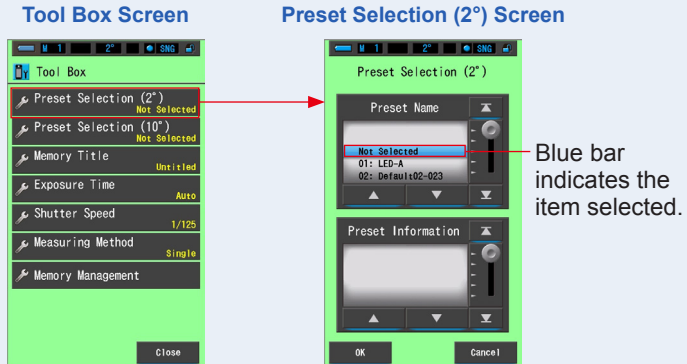 Tool Box Screen
M 1 2° SNG
Tool Box
Preset Selection (2°)
Not Selected
Preset Selection (10°)
Not Selected
Memory Title
Untitled
Exposure Time
Auto
Shutter Speed
1/125
Measuring Method
Single
Memory Management
Close
Preset Selection (2°) Screen
M 1 2° SNG
Preset Selection (2°)
Preset Name
Not Selected
01: LED-A
02: Default02-023
Preset Information
OK Cancel
Blue bar
indicates the
item selected.